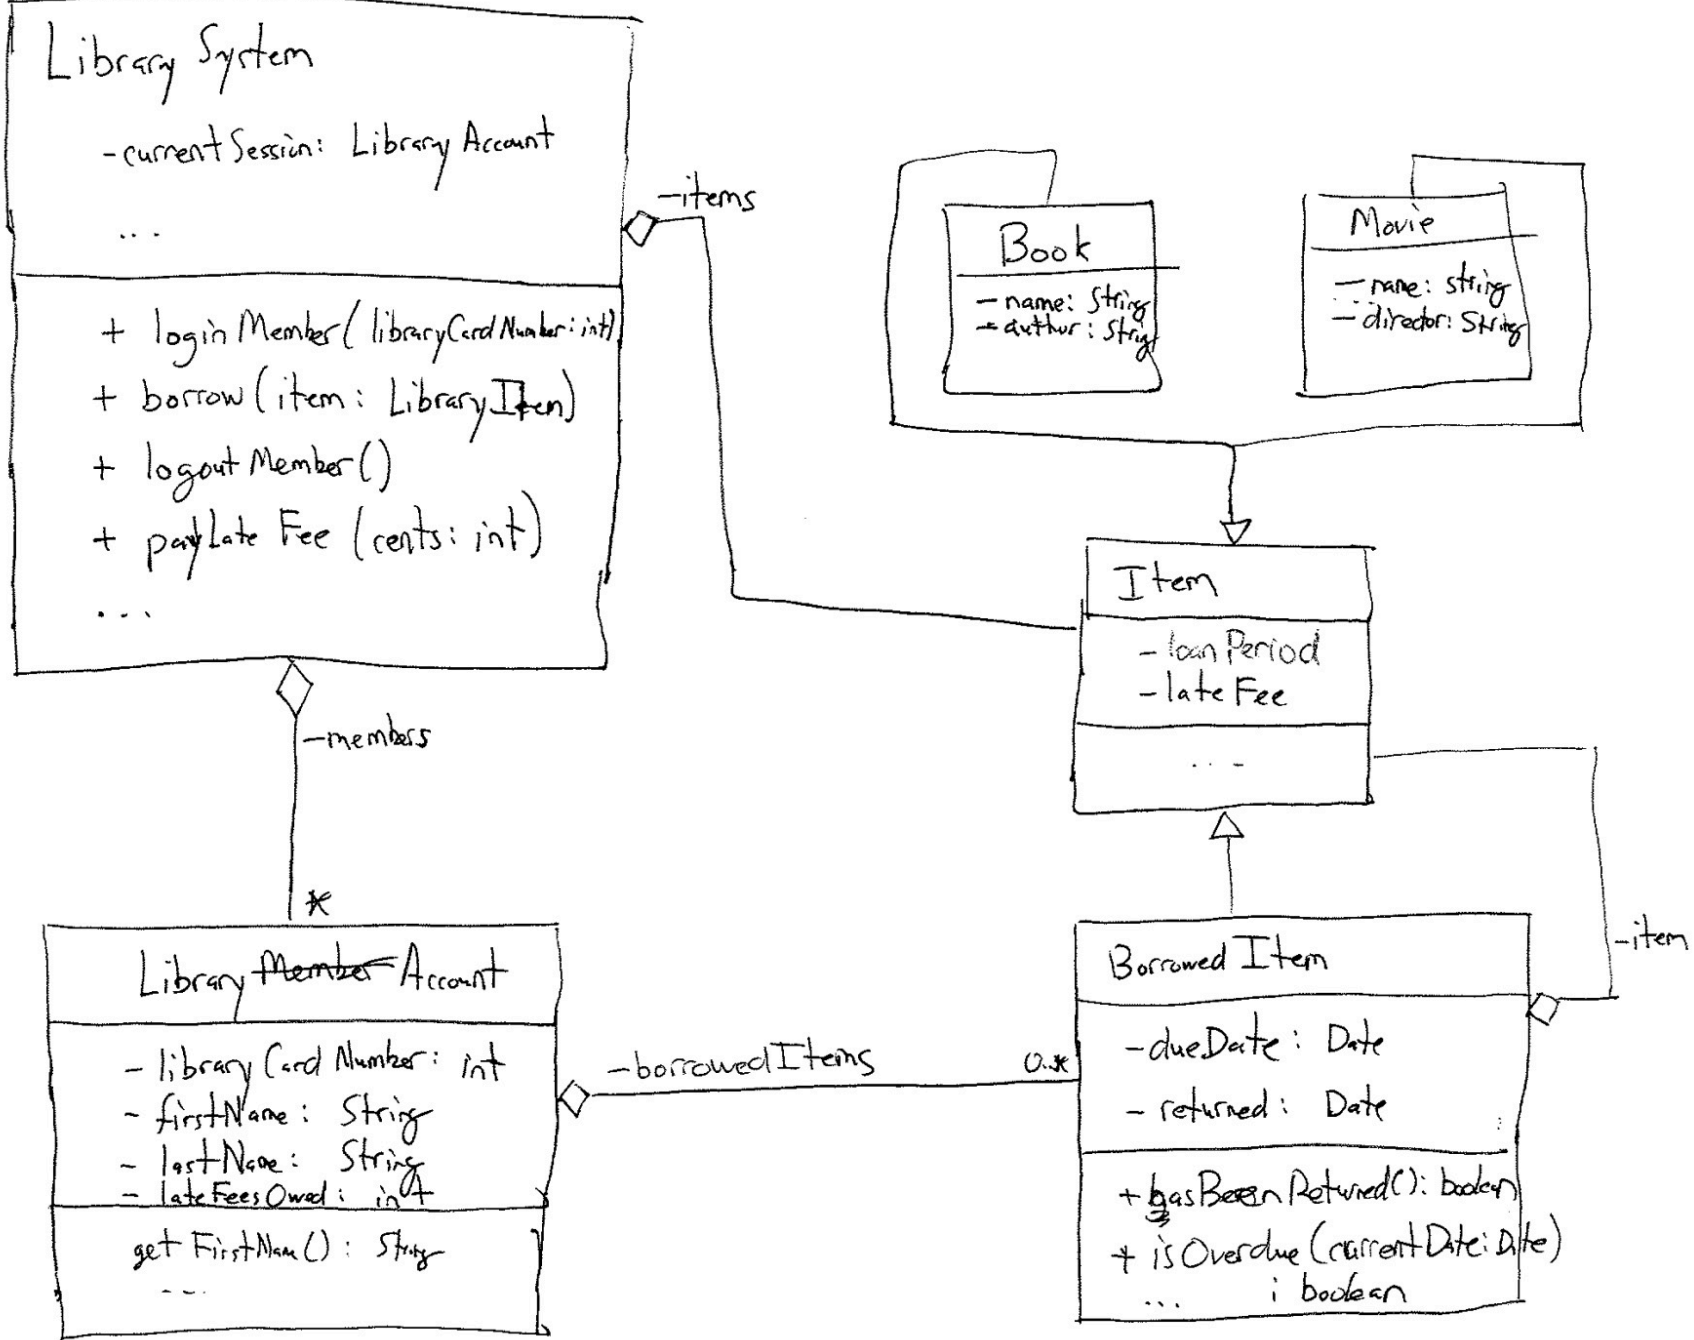 Library System
-currentSession: Library Account
...
+ loginMember(libraryCardNumber:int)
+ borrow(item: LibraryItem)
+ logoutMember()
+ payLateFee (cents: int)
...
-items
Book
- name: String
- author: String
Movie
- name: string
- director: String
Item
- loanPeriod
- lateFee
...
-members
*
Library Member Account
- libraryCardNumber: int
- firstName: String
- lastName: String
- lateFeesOwed: int
getFirstName(): String
...
-borrowedItems
0..*
Borrowed Item
-dueDate: Date
- returned: Date
+ hasBeenReturned(): boolean
+ isOverdue (currentDate: Date)
... : boolean
-item